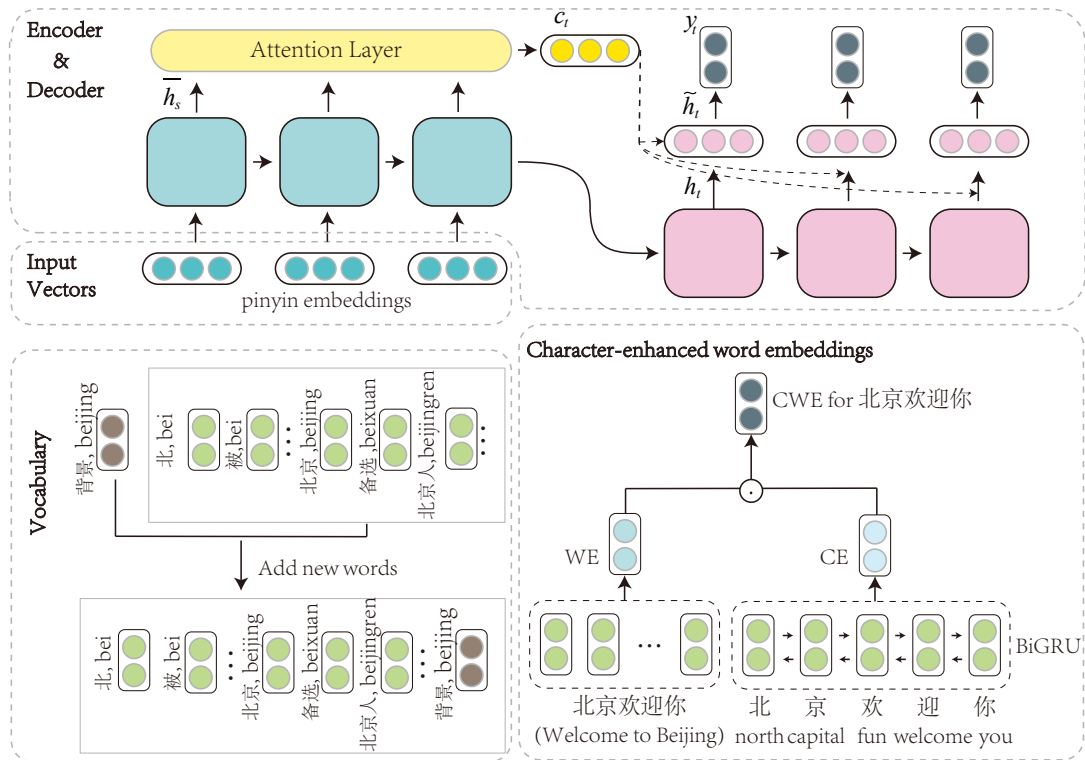 Encoder
&
Decoder
Attention Layer
c_t
y_t
h̅_s
h̃_t
h_t
Input
Vectors
pinyin embeddings
Vocabulary
背景, beijing
北, bei
被,bei
北京 ,beijing
备选 ,beixuan
北京人,beijingren
Add new words
北, bei
被, bei
北京, beijing
备选, beixuan
北京人, beijingren
背景, beijing
Character-enhanced word embeddings
CWE for 北京欢迎你
WE
CE
BiGRU
北京欢迎你
(Welcome to Beijing)
北 京 欢 迎 你
north capital fun welcome you